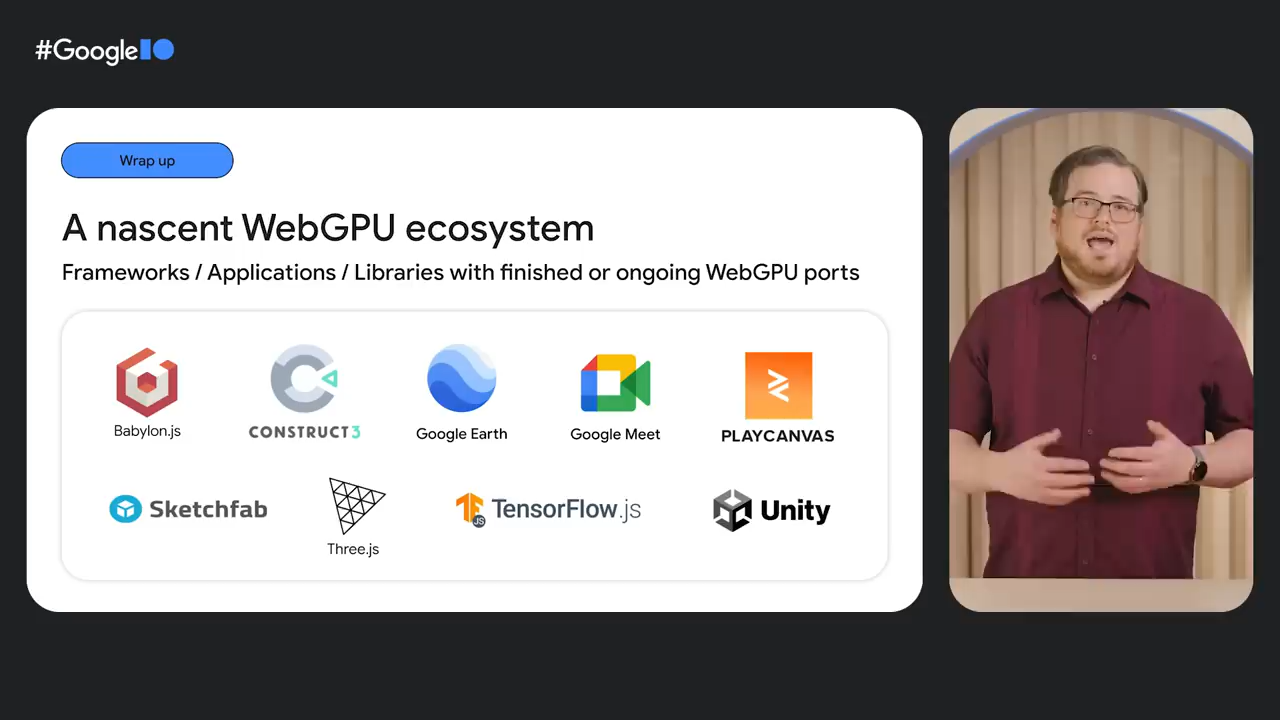 #GoogleIO
Wrap up
A nascent WebGPU ecosystem
Frameworks / Applications / Libraries with finished or ongoing WebGPU ports
Babylon.js
CONSTRUCT3
Google Earth
Google Meet
PLAYCANVAS
Sketchfab
Three.js
JS
TensorFlow.js
Unity